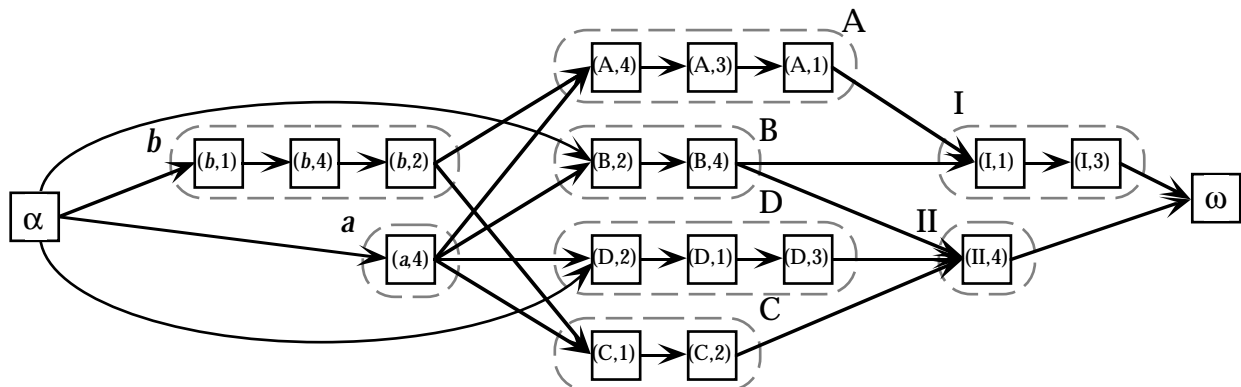 A
(A,4) (A,3) (A,1)
I
b
B
(b,1) (b,4) (b,2) (B,2) (B,4) (I,1) (I,3)
α
ω
a
D
II
(a,4) (D,2) (D,1) (D,3) (II,4)
C
(C,1) (C,2)